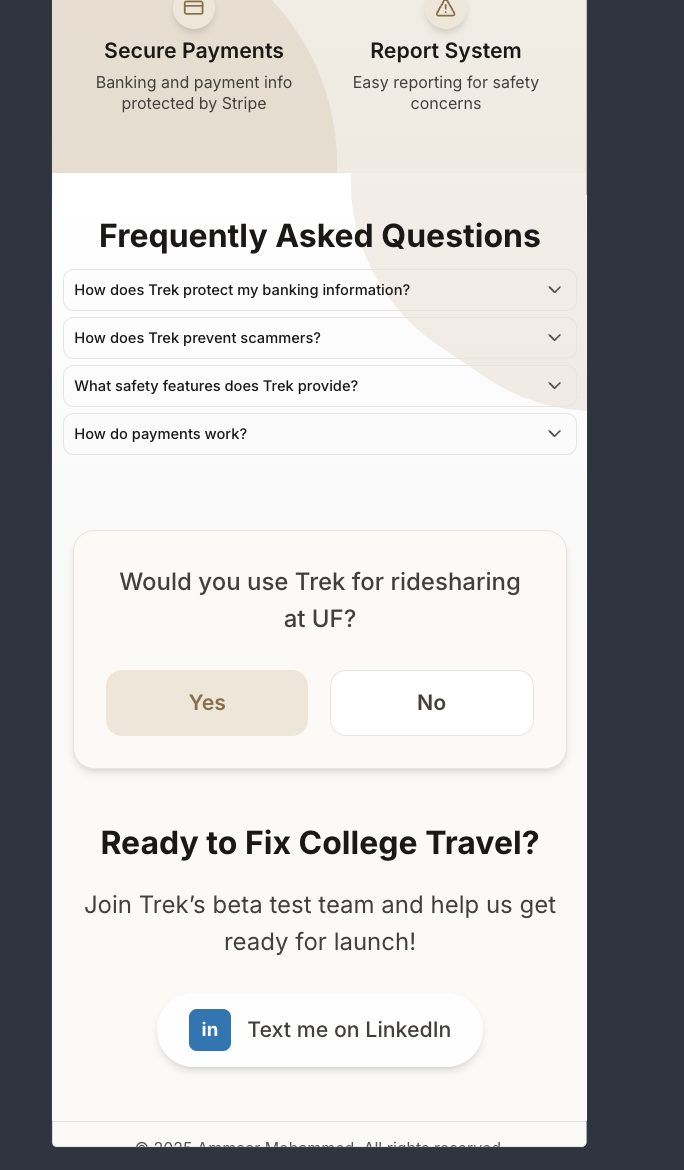 Secure Payments
Banking and payment info
protected by Stripe
Report System
Easy reporting for safety
concerns
Frequently Asked Questions
How does Trek protect my banking information?
How does Trek prevent scammers?
What safety features does Trek provide?
How do payments work?
Would you use Trek for ridesharing
at UF?
Yes
No
Ready to Fix College Travel?
Join Trek’s beta test team and help us get
ready for launch!
in
Text me on LinkedIn
© 2025 Ammaar Mohammed. All rights reserved.